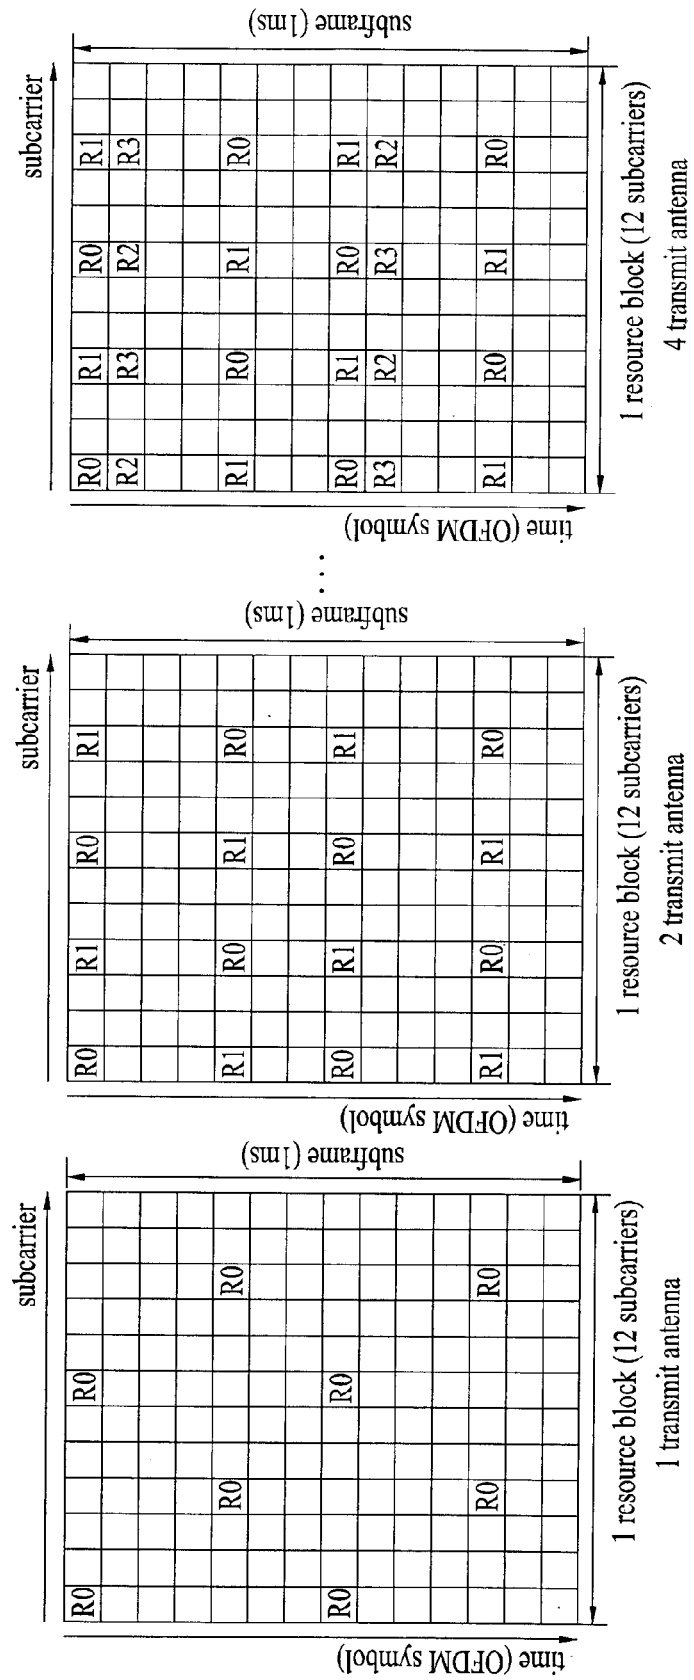 subcarrier
time (OFDM symbol)
R0 R0
R0 R0
R0 R0
R0 R0
subframe (1ms)
1 resource block (12 subcarriers)
1 transmit antenna
subcarrier
time (OFDM symbol)
R0 R1 R0 R1
R1 R0 R1 R0
R0 R1 R0 R1
R1 R0 R1 R0
subframe (1ms)
1 resource block (12 subcarriers)
2 transmit antenna
...
subcarrier
time (OFDM symbol)
R0 R1 R0 R1
R2 R3 R2 R3
R1 R0 R1 R0
R0 R1 R0 R1
R3 R2 R3 R2
R1 R0 R1 R0
subframe (1ms)
1 resource block (12 subcarriers)
4 transmit antenna